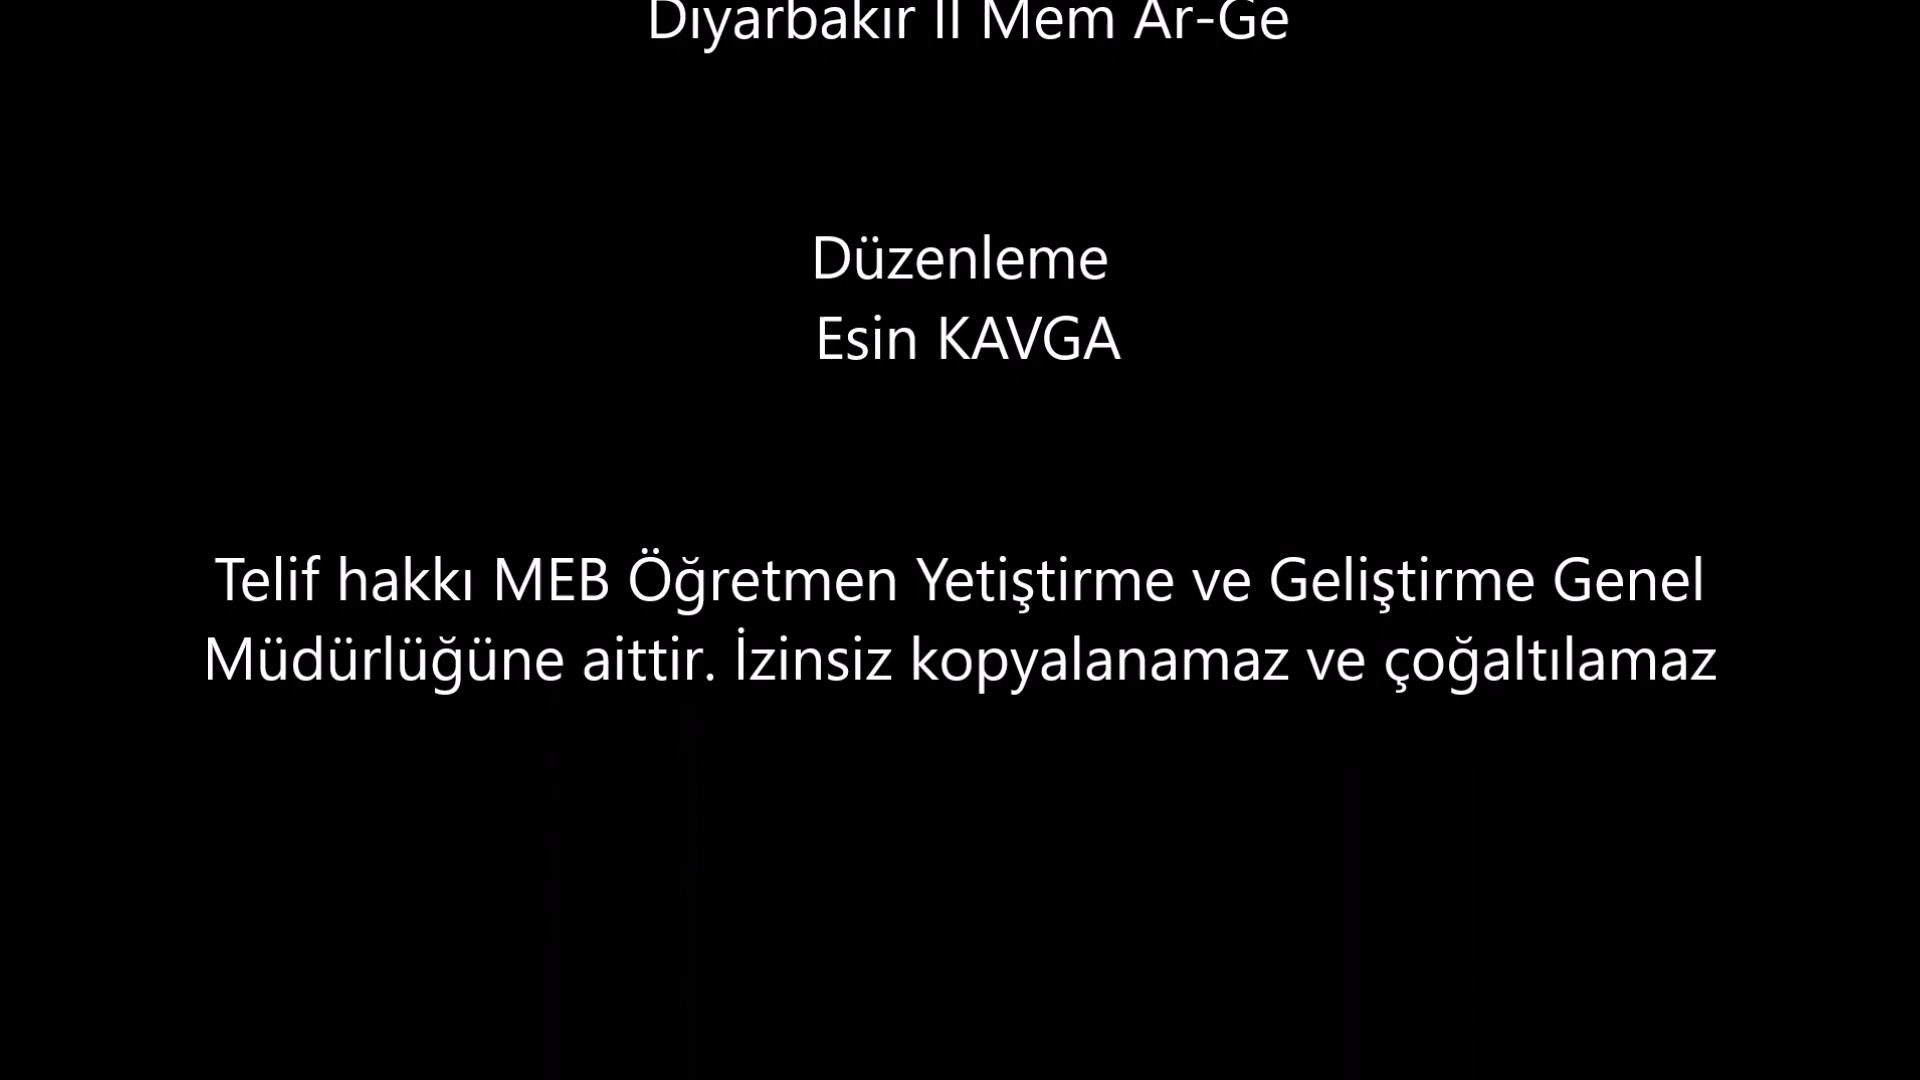 Diyarbakır İl Mem Ar-Ge
Düzenleme
Esin KAVGA
Telif hakkı MEB Öğretmen Yetiştirme ve Geliştirme Genel
Müdürlüğüne aittir. İzinsiz kopyalanamaz ve çoğaltılamaz